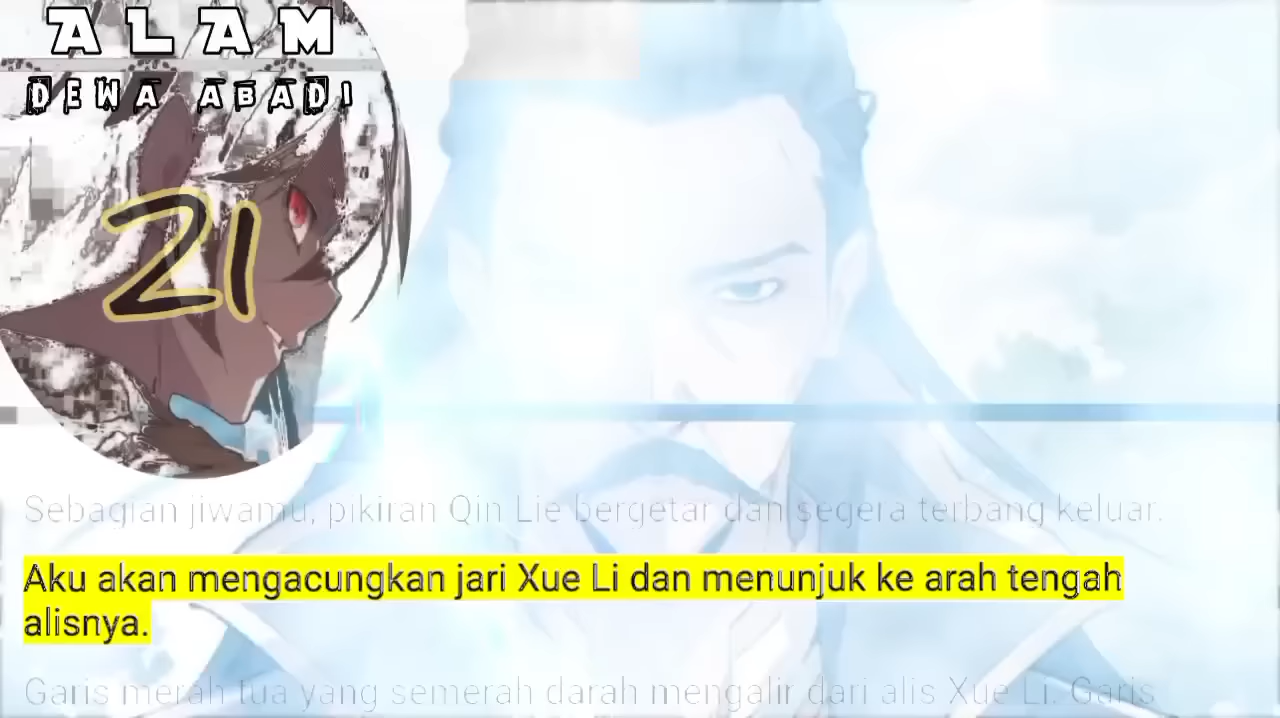 ALAM
DEWA ABADI
21
Sebagian jiwamu, pikiran Qin Lie bergetar dan segera terbang keluar.
Aku akan mengacungkan jari Xue Li dan menunjuk ke arah tengah
alisnya.
Garis merah tua yang semerah darah mengalir dari alis Xue Li. Garis